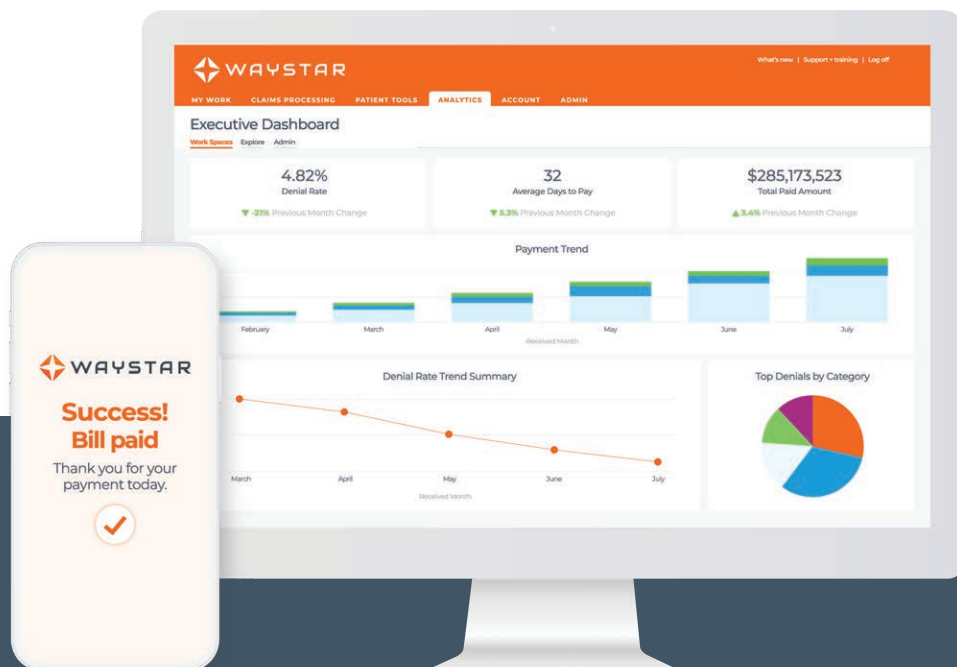 WAYSTAR
What's new | Support + training | Log off
MY WORK CLAIMS PROCESSING PATIENT TOOLS ANALYTICS ACCOUNT ADMIN
Executive Dashboard
Work Spaces Explore Admin
4.82%
Denial Rate
▼ -21% Previous Month Change
32
Average Days to Pay
▼ 5.3% Previous Month Change
$285,173,523
Total Paid Amount
▲ 3.4% Previous Month Change
Payment Trend
February March April May June July
Received Month
Denial Rate Trend Summary
March April May June July
Received Month
Top Denials by Category
WAYSTAR
Success!
Bill paid
Thank you for your
payment today.